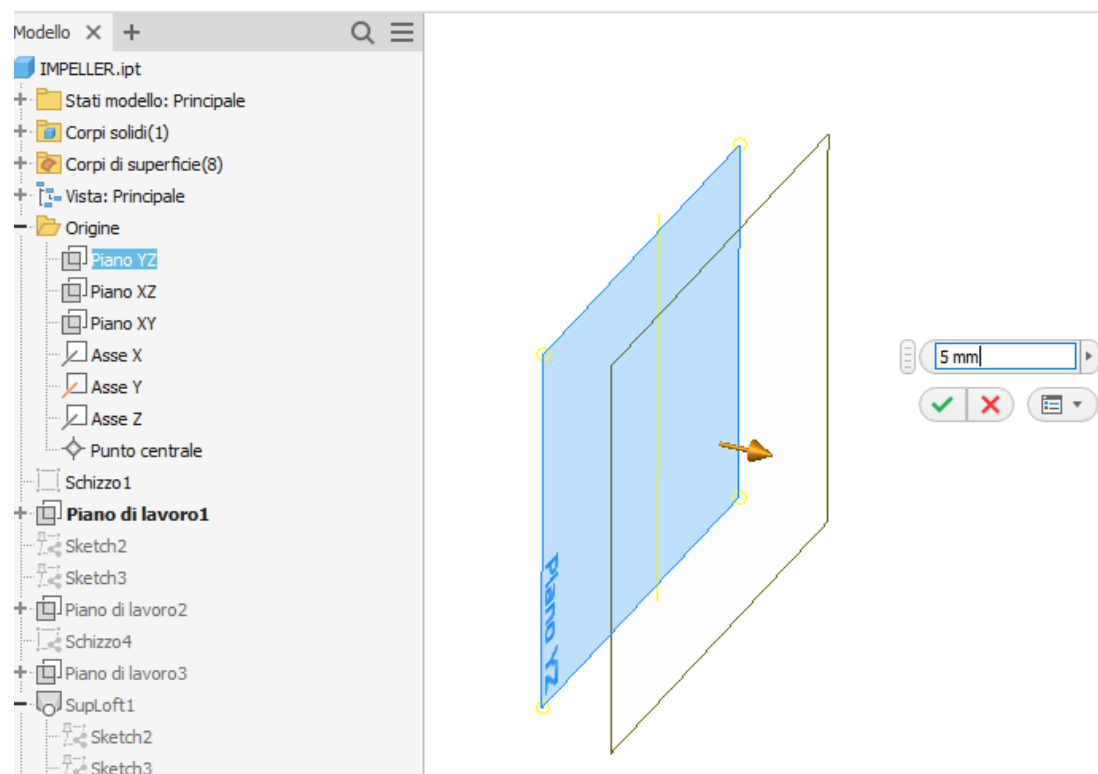 Modello
IMPELLER.ipt
Stati modello: Principale
Corpi solidi(1)
Corpi di superficie(8)
Vista: Principale
Origine
Piano YZ
Piano XZ
Piano XY
Asse X
Asse Y
Asse Z
Punto centrale
Schizzo1
Piano di lavoro1
Sketch2
Sketch3
Piano di lavoro2
Schizzo4
Piano di lavoro3
SupLoft1
Sketch2
Sketch3
Piano YZ
5 mm